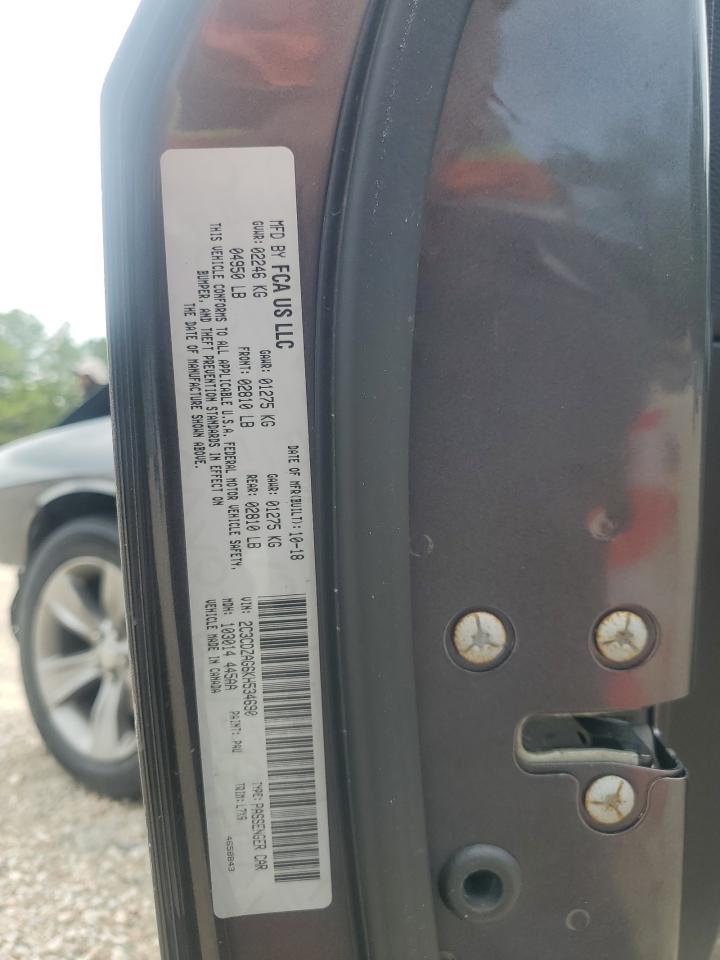 MFD BY FCA US LLC
DATE OF MFR(BUILT): 10-18
GVWR: 02246 KG
GAWR: 01275 KG
GAWR: 01275 KG
04950 LB
FRONT: 02810 LB
REAR: 02810 LB
THIS VEHICLE CONFORMS TO ALL APPLICABLE U.S.A. FEDERAL MOTOR VEHICLE SAFETY,
BUMPER, AND THEFT PREVENTION STANDARDS IN EFFECT ON
THE DATE OF MANUFACTURE SHOWN ABOVE.
VIN: 2C3CDZAG6KH534690
TYPE: PASSENGER CAR
MDH: 103014 445AA
PAINT: PAU
TRIM: L7X9
VEHICLE MADE IN CANADA
4658843